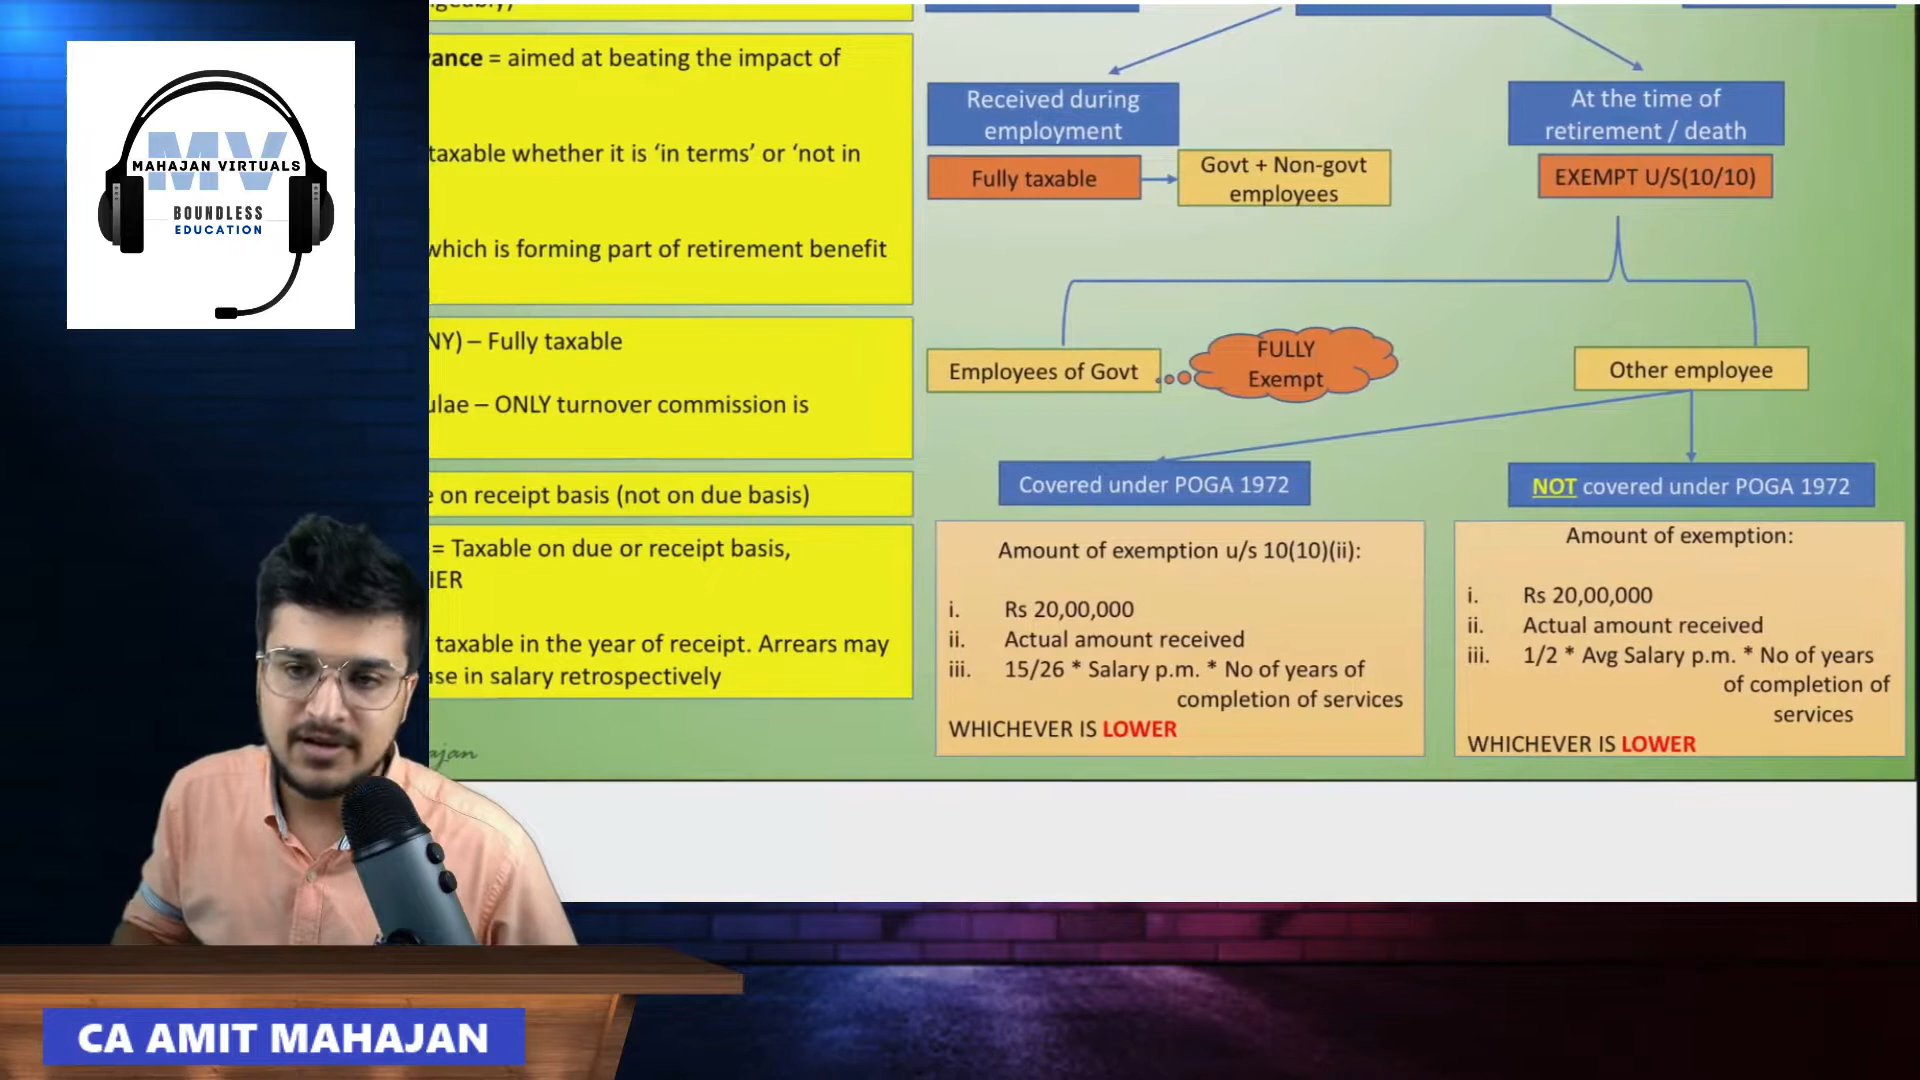 MV
MAHAJAN VIRTUALS
BOUNDLESS
EDUCATION
vance = aimed at beating the impact of
taxable whether it is ‘in terms’ or ‘not in
which is forming part of retirement benefit
NY) – Fully taxable
ulae – ONLY turnover commission is
e on receipt basis (not on due basis)
= Taxable on due or receipt basis,
IER
taxable in the year of receipt. Arrears may
ase in salary retrospectively
ajan
Received during
employment
Fully taxable
Govt + Non-govt
employees
At the time of
retirement / death
EXEMPT U/S(10/10)
Employees of Govt
FULLY
Exempt
Other employee
Covered under POGA 1972
NOT covered under POGA 1972
Amount of exemption u/s 10(10)(ii):
i. Rs 20,00,000
ii. Actual amount received
iii. 15/26 * Salary p.m. * No of years of
completion of services
WHICHEVER IS LOWER
Amount of exemption:
i. Rs 20,00,000
ii. Actual amount received
iii. 1/2 * Avg Salary p.m. * No of years
of completion of
services
WHICHEVER IS LOWER
CA AMIT MAHAJAN